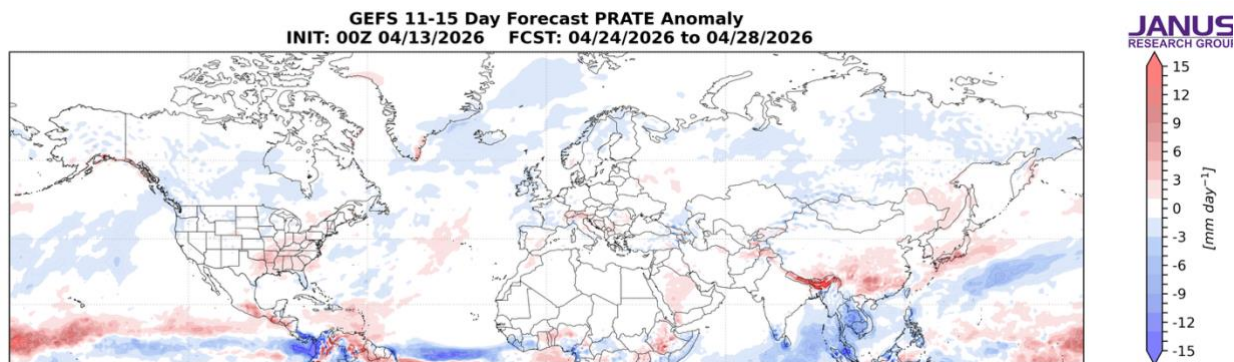 GEFS 11-15 Day Forecast PRATE Anomaly
INIT: 00Z 04/13/2026 FCST: 04/24/2026 to 04/28/2026
JANUS
RESEARCH GROUP
15
12
9
6
3
0
-3
-6
-9
-12
-15
[mm day⁻¹]